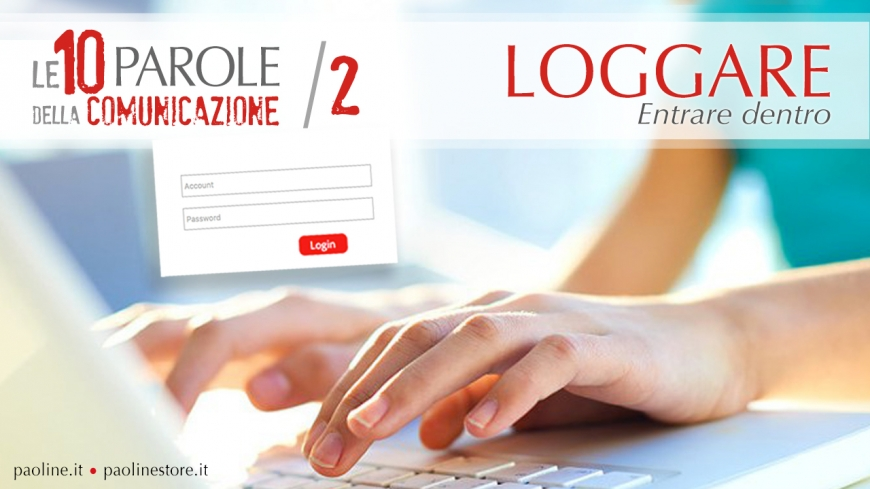 LE 10 PAROLE
DELLA COMUNICAZIONE /2
LOGGARE
Entrare dentro
Account
Password
Login
paoline.it • paolinestore.it